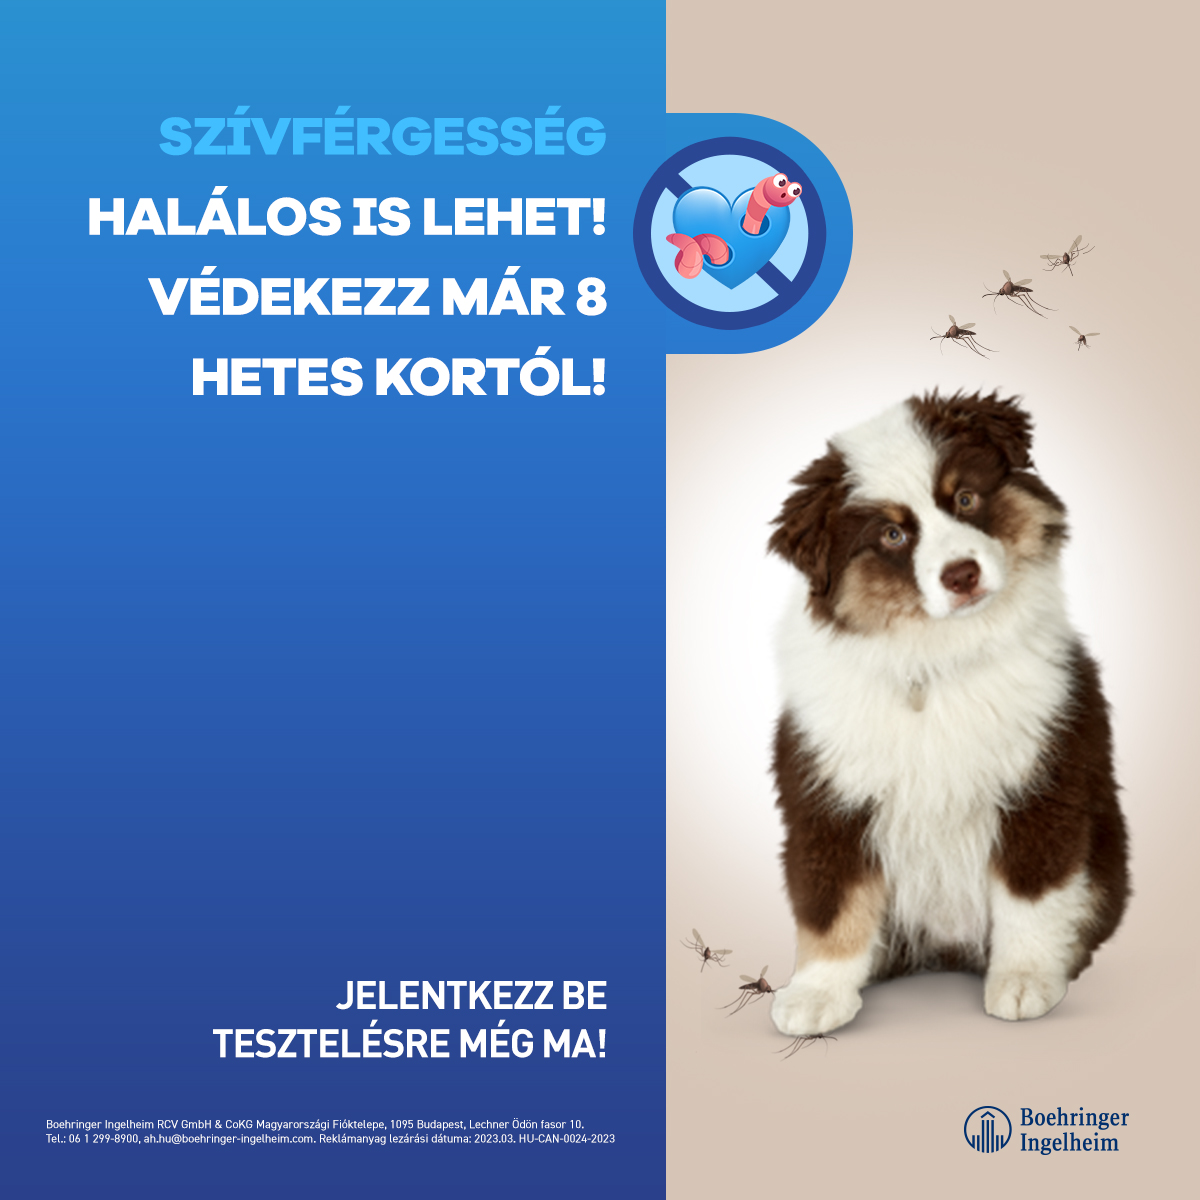 SZÍVFÉRGESSÉG
HALÁLOS IS LEHET!
VÉDEKEZZ MÁR 8
HETES KORTÓL!
JELENTKEZZ BE
TESZTELÉSRE MÉG MA!
Boehringer Ingelheim RCV GmbH & CoKG Magyarországi Fióktelepe, 1095 Budapest, Lechner Ödön fasor 10.
Tel.: 06 1 299-8900, ah.hu@boehringer-ingelheim.com. Reklámanyag lezárási dátuma: 2023.03. HU-CAN-0024-2023
Boehringer
Ingelheim